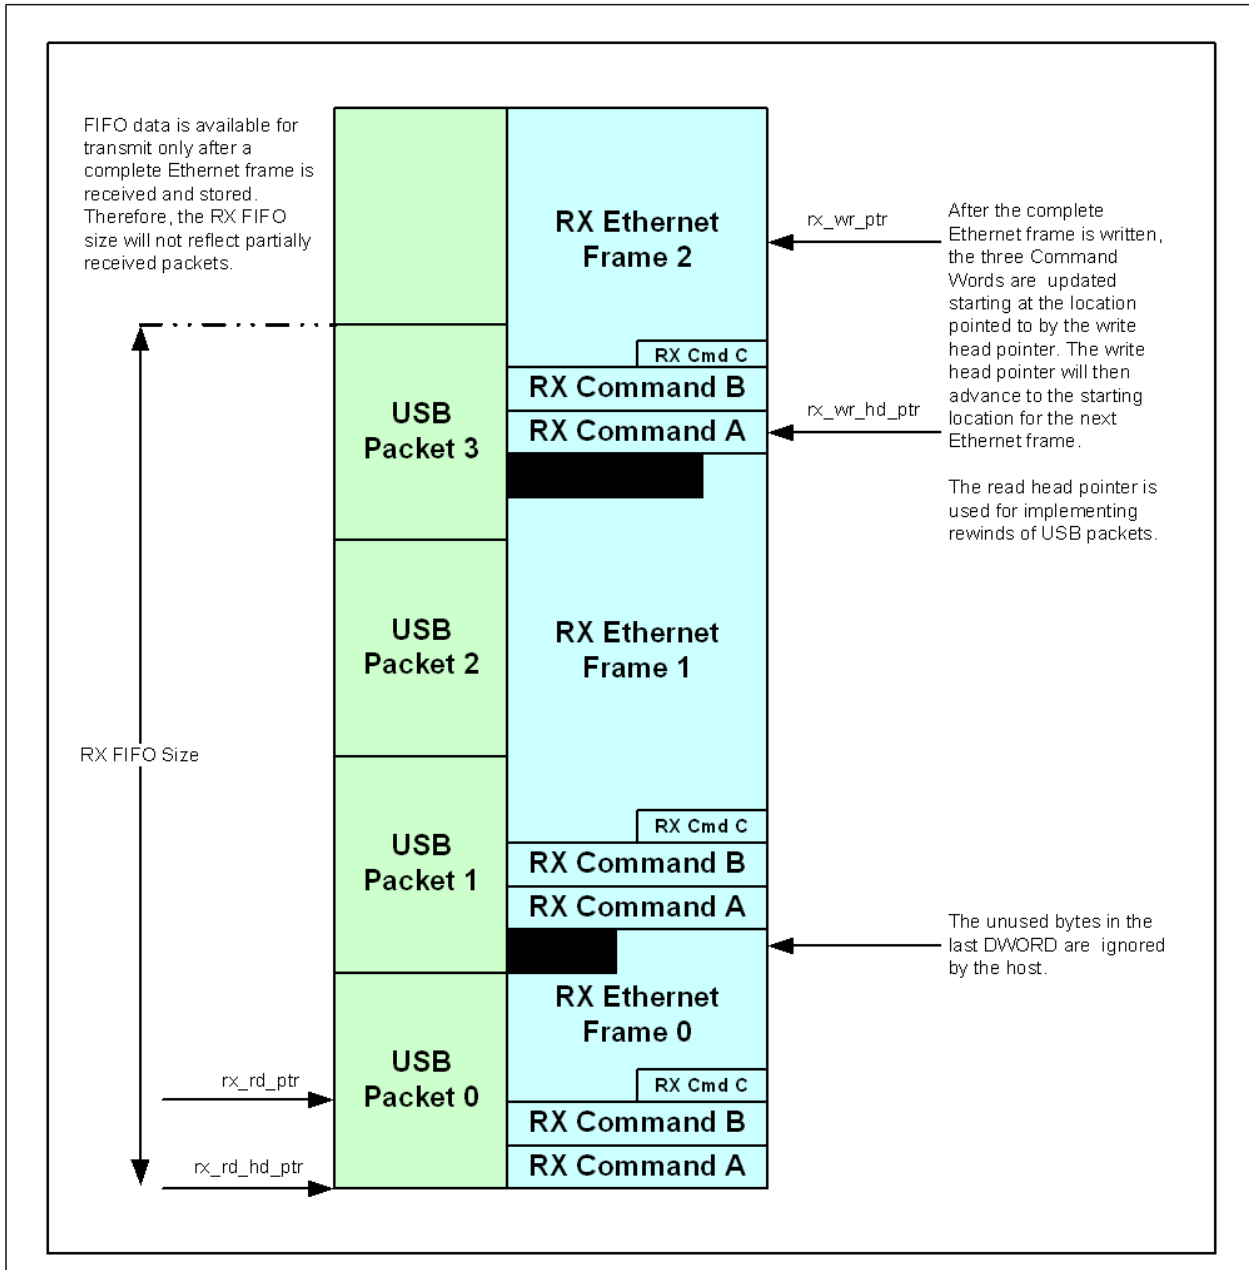 FIFO data is available for
transmit only after a
complete Ethernet frame is
received and stored.
Therefore, the RX FIFO
size will not reflect partially
received packets.
RX Ethernet
Frame 2
rx_wr_ptr
After the complete
Ethernet frame is written,
the three Command
Words are updated
starting at the location
pointed to by the write
head pointer. The write
head pointer will then
advance to the starting
location for the next
Ethernet frame.
The read head pointer is
used for implementing
rewinds of USB packets.
RX Cmd C
RX Command B
RX Command A
rx_wr_hd_ptr
USB
Packet 3
USB
Packet 2
RX Ethernet
Frame 1
RX FIFO Size
USB
Packet 1
RX Cmd C
RX Command B
RX Command A
The unused bytes in the
last DWORD are ignored
by the host.
RX Ethernet
Frame 0
USB
Packet 0
rx_rd_ptr
RX Cmd C
RX Command B
RX Command A
rx_rd_hd_ptr